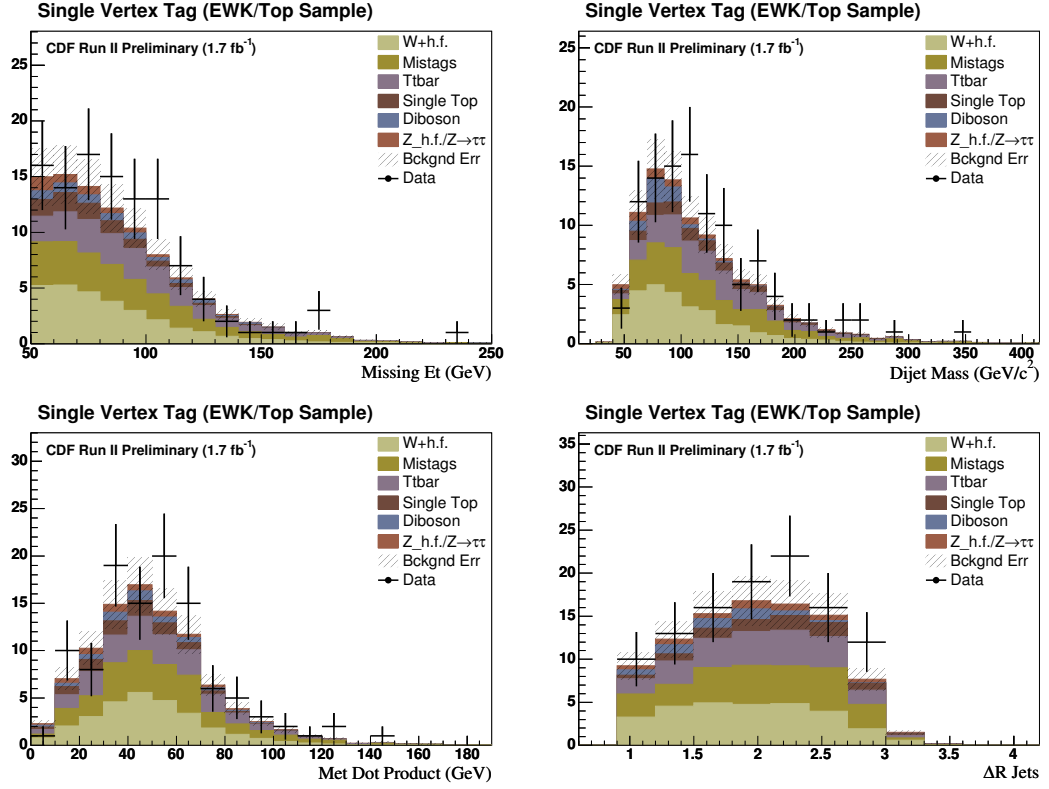 Single Vertex Tag (EWK/Top Sample)
CDF Run II Preliminary (1.7 fb⁻¹)
W+h.f.
Mistags
Ttbar
Single Top
Diboson
Z_h.f./Z→ττ
Bckgnd Err
Data
25
20
15
10
5
0
50 100 150 200 250
Missing Et (GeV)
Single Vertex Tag (EWK/Top Sample)
CDF Run II Preliminary (1.7 fb⁻¹)
W+h.f.
Mistags
Ttbar
Single Top
Diboson
Z_h.f./Z→ττ
Bckgnd Err
Data
25
20
15
10
5
0
50 100 150 200 250 300 350 400
Dijet Mass (GeV/c²)
Single Vertex Tag (EWK/Top Sample)
CDF Run II Preliminary (1.7 fb⁻¹)
W+h.f.
Mistags
Ttbar
Single Top
Diboson
Z_h.f./Z→ττ
Bckgnd Err
Data
30
25
20
15
10
5
0
0 20 40 60 80 100 120 140 160 180
Met Dot Product (GeV)
Single Vertex Tag (EWK/Top Sample)
CDF Run II Preliminary (1.7 fb⁻¹)
W+h.f.
Mistags
Ttbar
Single Top
Diboson
Z_h.f./Z→ττ
Bckgnd Err
Data
35
30
25
20
15
10
5
0
1 1.5 2 2.5 3 3.5 4
ΔR Jets